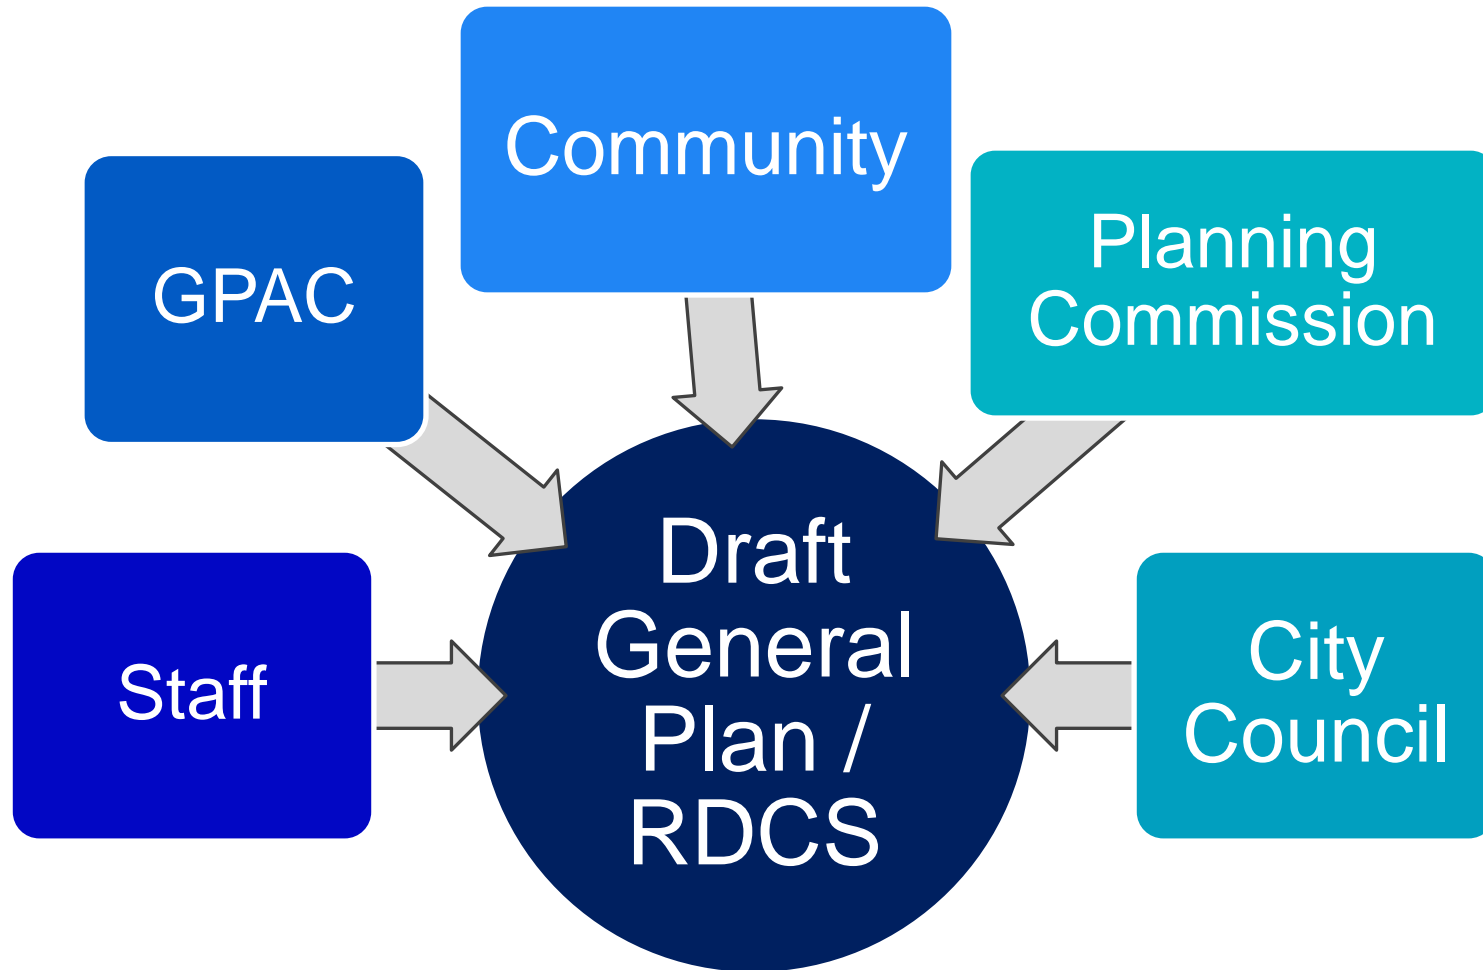 Community
GPAC
Planning
Commission
Staff
Draft
General
Plan /
RDCS
City
Council